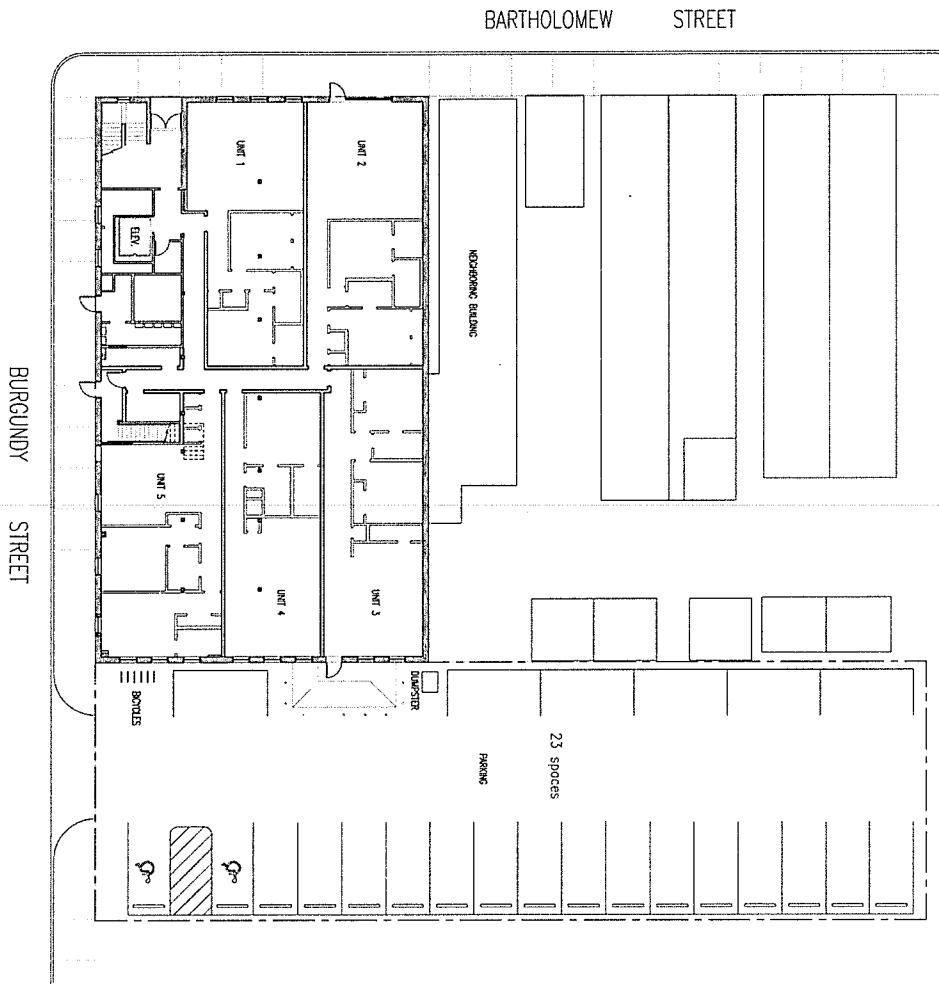 BARTHOLOMEW STREET
UNIT 1
UNIT 2
ELEV.
NEIGHBORING BUILDING
BURGUNDY STREET
UNIT 5
UNIT 4
UNIT 3
BICYCLES
DUMPSTER
23 spaces
PARKING